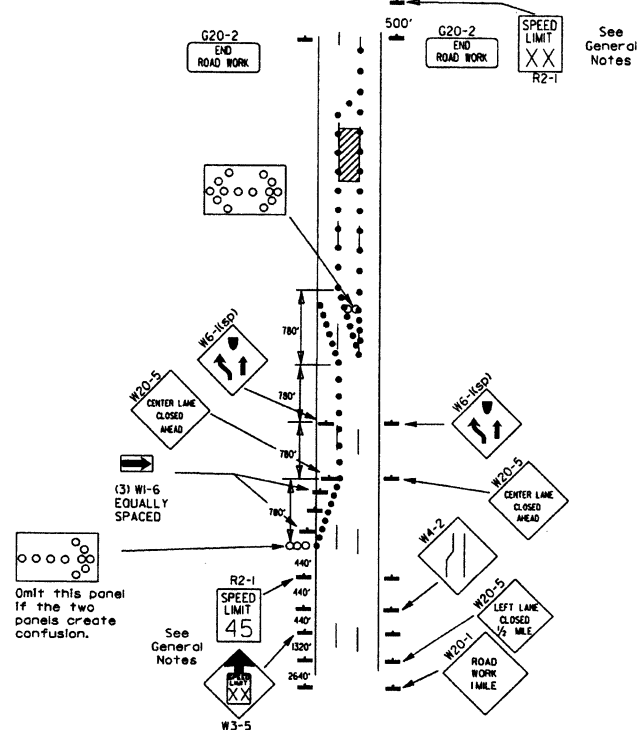 500'
G20-2
END
ROAD WORK
G20-2
END
ROAD WORK
SPEED
LIMIT
XX
R2-1
See
General
Notes
780'
W6-1(sp)
780'
W20-5
CENTER LANE
CLOSED
AHEAD
780'
W6-1(sp)
(3) W1-6
EQUALLY
SPACED
780'
W20-5
CENTER LANE
CLOSED
AHEAD
Omit this panel
if the two
panels create
confusion.
440'
R2-1
SPEED
LIMIT
45
440'
440'
1320'
2640'
W4-2
W20-5
LEFT LANE
CLOSED
1/2 MILE
W20-1
ROAD
WORK
1 MILE
See
General
Notes
SPEED
LIMIT
XX
W3-5